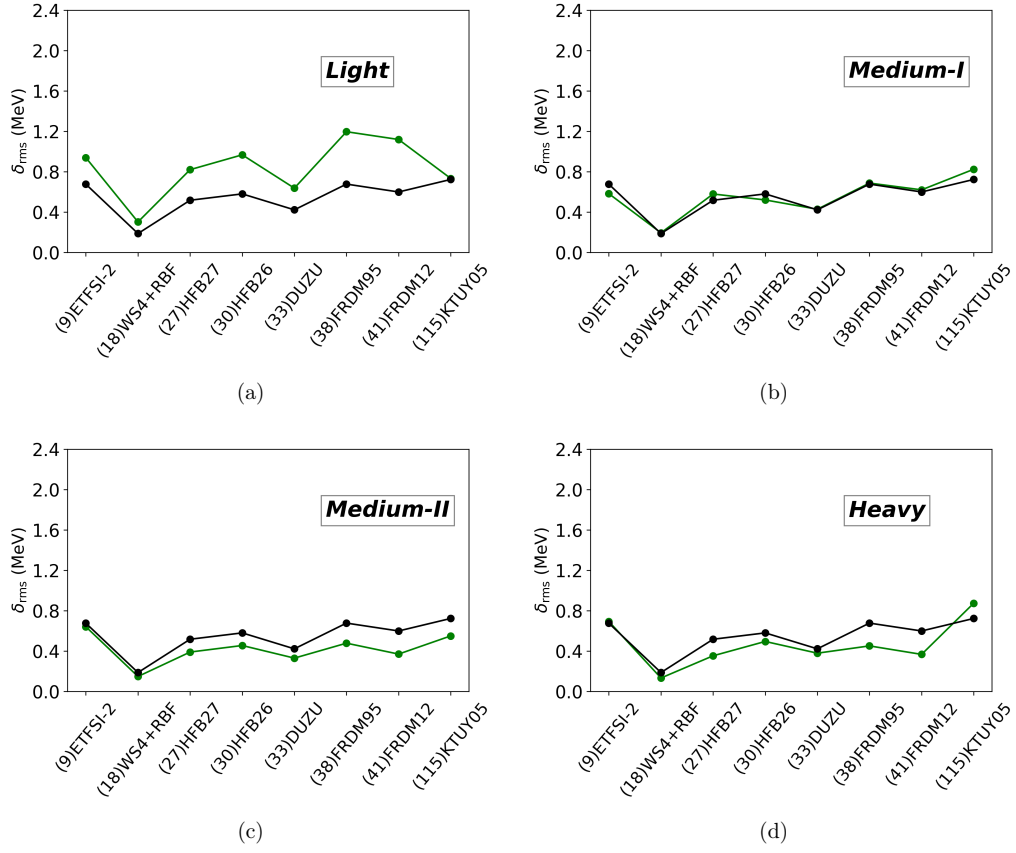 2.4
2.0
1.6
1.2
0.8
0.4
0.0
δrms (MeV)
Light
(9)ETFSI-2
(18)WS4+RBF
(27)HFB27
(30)HFB26
(33)DUZU
(38)FRDM95
(41)FRDM12
(115)KTUY05
(a)
2.4
2.0
1.6
1.2
0.8
0.4
0.0
δrms (MeV)
Medium-I
(9)ETFSI-2
(18)WS4+RBF
(27)HFB27
(30)HFB26
(33)DUZU
(38)FRDM95
(41)FRDM12
(115)KTUY05
(b)
2.4
2.0
1.6
1.2
0.8
0.4
0.0
δrms (MeV)
Medium-II
(9)ETFSI-2
(18)WS4+RBF
(27)HFB27
(30)HFB26
(33)DUZU
(38)FRDM95
(41)FRDM12
(115)KTUY05
(c)
2.4
2.0
1.6
1.2
0.8
0.4
0.0
δrms (MeV)
Heavy
(9)ETFSI-2
(18)WS4+RBF
(27)HFB27
(30)HFB26
(33)DUZU
(38)FRDM95
(41)FRDM12
(115)KTUY05
(d)